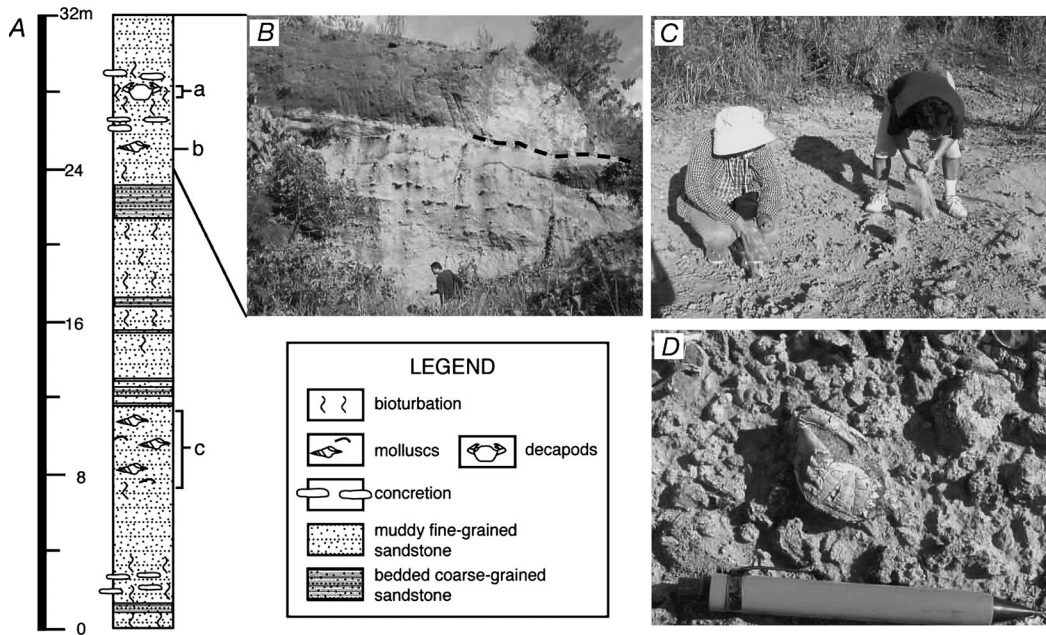 A
32m
24
16
8
0
a
b
c
B
C
D
LEGEND
bioturbation
molluscs
decapods
concretion
muddy fine-grained
sandstone
bedded coarse-grained
sandstone